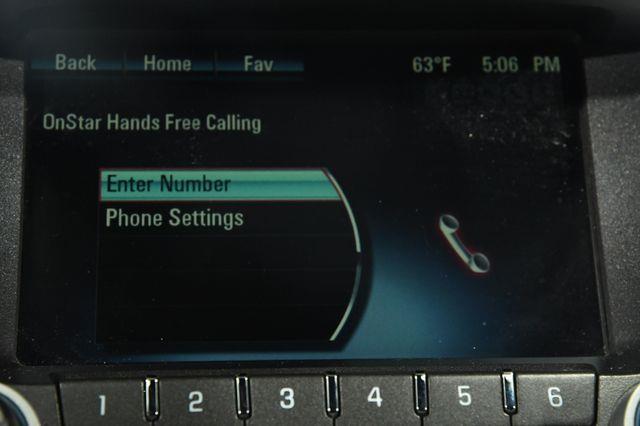 Back Home Fav 63°F 5:06 PM
OnStar Hands Free Calling
Enter Number
Phone Settings
1 2 3 4 5 6